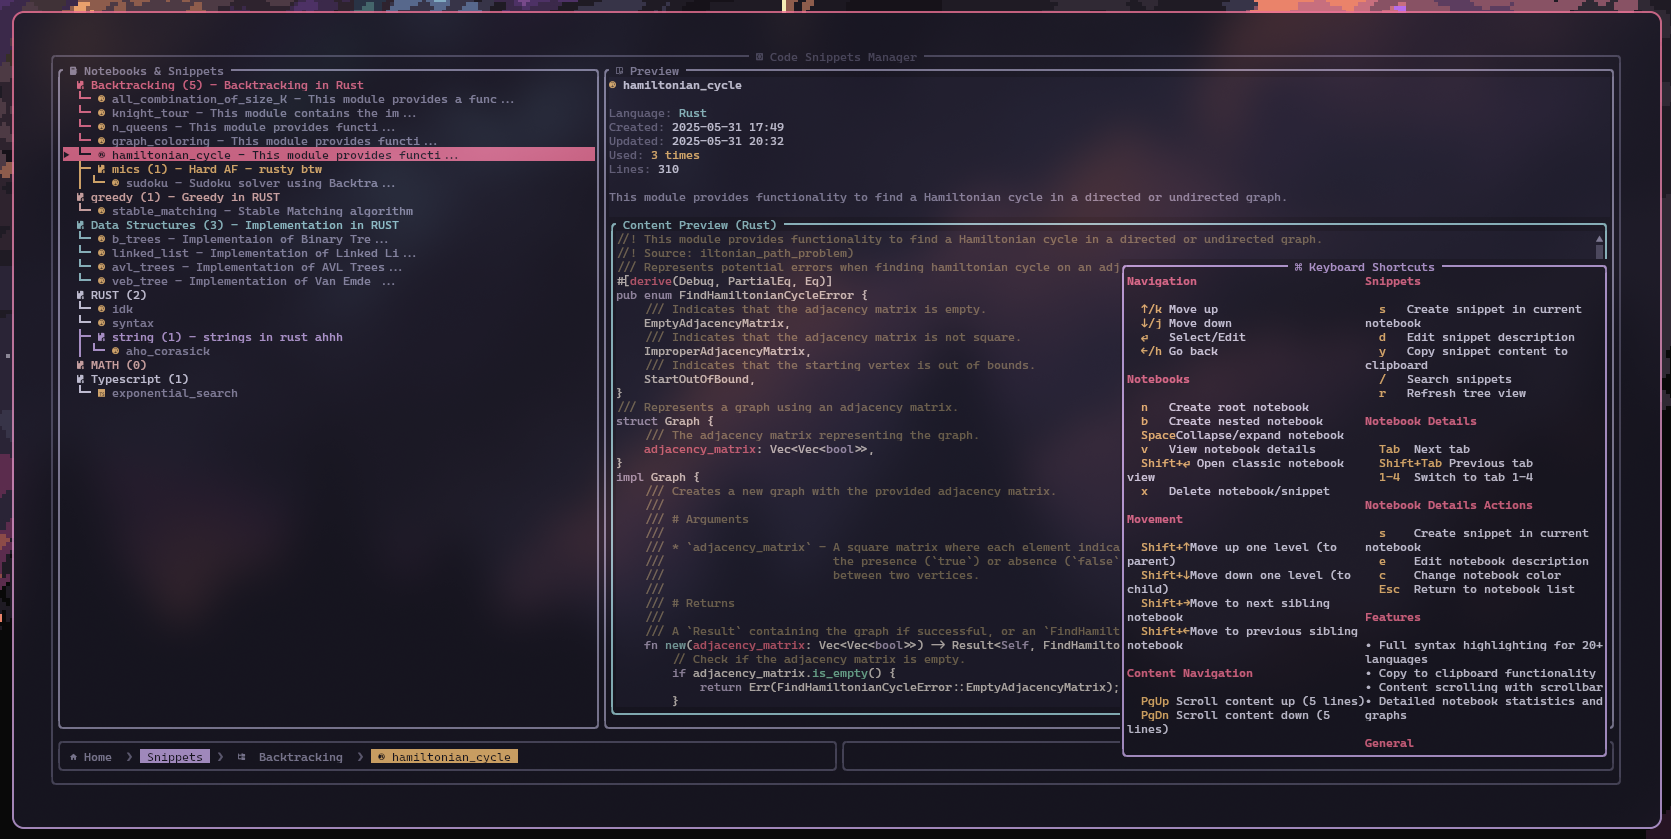 Code Snippets Manager
Notebooks & Snippets
Backtracking (5) – Backtracking in Rust
all_combination_of_size_K – This module provides a func...
knight_tour – This module contains the im...
n_queens – This module provides functi...
graph_coloring – This module provides functi...
hamiltonian_cycle – This module provides functi...
mics (1) – Hard AF – rusty btw
sudoku – Sudoku solver using Backtra...
greedy (1) – Greedy in RUST
stable_matching – Stable Matching algorithm
Data Structures (3) – Implementation in RUST
b_trees – Implementation of Binary Tre...
linked_list – Implementation of Linked Li...
avl_trees – Implementation of AVL Trees...
veb_tree – Implementation of Van Emde ...
RUST (2)
idk
syntax
string (1) – strings in rust ahhh
aho_corasick
MATH (0)
Typescript (1)
exponential_search
Preview
hamiltonian_cycle
Language: Rust
Created: 2025-05-31 17:49
Updated: 2025-05-31 20:32
Used: 3 times
Lines: 310
This module provides functionality to find a Hamiltonian cycle in a directed or undirected graph.
Content Preview (Rust)
//! This module provides functionality to find a Hamiltonian cycle in a directed or undirected graph.
//! Source: iltonian_path_problem)
/// Represents potential errors when finding hamiltonian cycle on an adj
#[derive(Debug, PartialEq, Eq)]
pub enum FindHamiltonianCycleError {
/// Indicates that the adjacency matrix is empty.
EmptyAdjacencyMatrix,
/// Indicates that the adjacency matrix is not square.
ImproperAdjacencyMatrix,
/// Indicates that the starting vertex is out of bounds.
StartOutOfBound,
}
/// Represents a graph using an adjacency matrix.
struct Graph {
/// The adjacency matrix representing the graph.
adjacency_matrix: Vec<Vec<bool>>,
}
impl Graph {
/// Creates a new graph with the provided adjacency matrix.
///
/// # Arguments
///
/// * `adjacency_matrix` – A square matrix where each element indica
/// the presence (`true`) or absence (`false`
/// between two vertices.
///
/// # Returns
///
/// A `Result` containing the graph if successful, or an `FindHamilt
fn new(adjacency_matrix: Vec<Vec<bool>>) -> Result<Self, FindHamilto
// Check if the adjacency matrix is empty.
if adjacency_matrix.is_empty() {
return Err(FindHamiltonianCycleError::EmptyAdjacencyMatrix);
}
⌘ Keyboard Shortcuts
Navigation
↑/k Move up
↓/j Move down
↵ Select/Edit
←/h Go back
Notebooks
n Create root notebook
b Create nested notebook
SpaceCollapse/expand notebook
v View notebook details
Shift+↵ Open classic notebook
view
x Delete notebook/snippet
Movement
Shift+↑Move up one level (to
parent)
Shift+↓Move down one level (to
child)
Shift+→Move to next sibling
notebook
Shift+←Move to previous sibling
notebook
Content Navigation
PgUp Scroll content up (5 lines)
PgDn Scroll content down (5
lines)
Snippets
s Create snippet in current
notebook
d Edit snippet description
y Copy snippet content to
clipboard
/ Search snippets
r Refresh tree view
Notebook Details
Tab Next tab
Shift+Tab Previous tab
1-4 Switch to tab 1-4
Notebook Details Actions
s Create snippet in current
notebook
e Edit notebook description
c Change notebook color
Esc Return to notebook list
Features
• Full syntax highlighting for 20+
languages
• Copy to clipboard functionality
• Content scrolling with scrollbar
• Detailed notebook statistics and
graphs
General
Home ❯ Snippets ❯ Backtracking ❯ hamiltonian_cycle